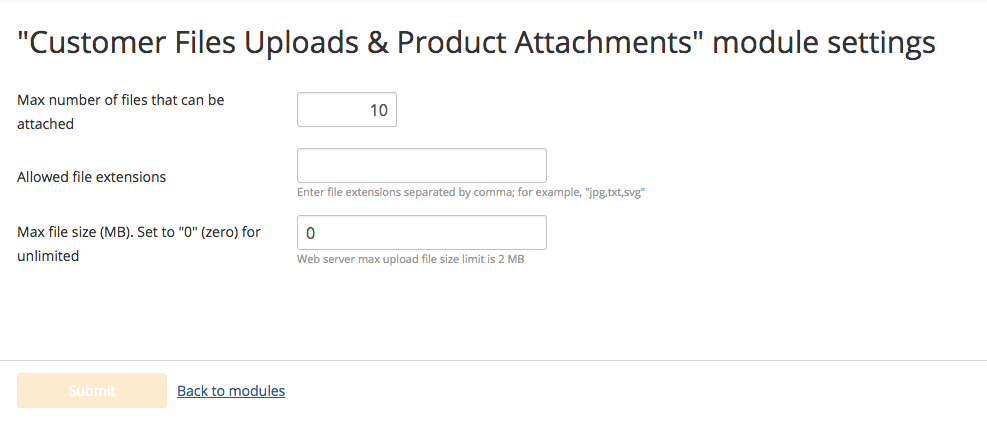 "Customer Files Uploads & Product Attachments" module settings
Max number of files that can be
attached
10
Allowed file extensions
Enter file extensions separated by comma; for example, "jpg,txt,svg"
Max file size (MB). Set to "0" (zero) for
unlimited
0
Web server max upload file size limit is 2 MB
Submit
Back to modules